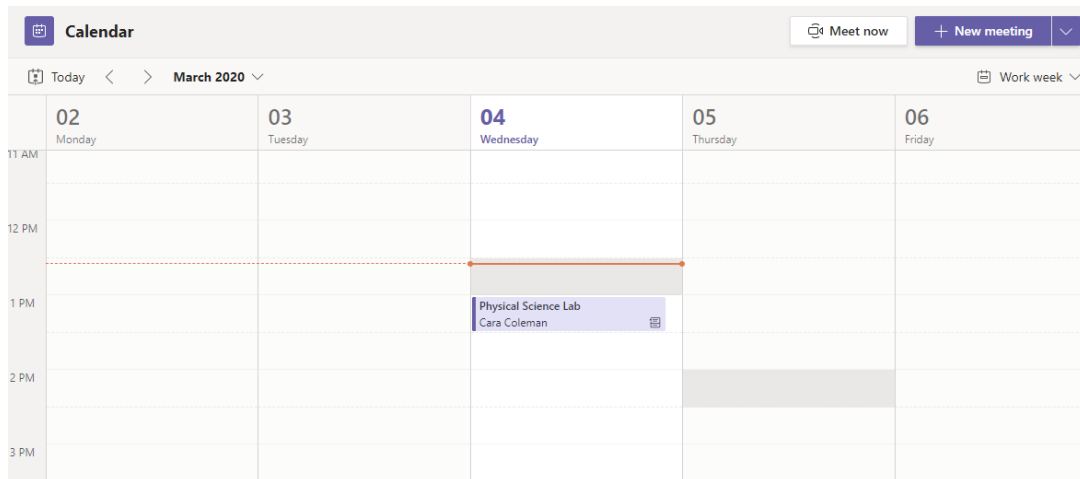 Calendar
Meet now
New meeting
Today
March 2020
Work week
02
Monday
03
Tuesday
04
Wednesday
05
Thursday
06
Friday
11 AM
12 PM
1 PM
Physical Science Lab
Cara Coleman
2 PM
3 PM